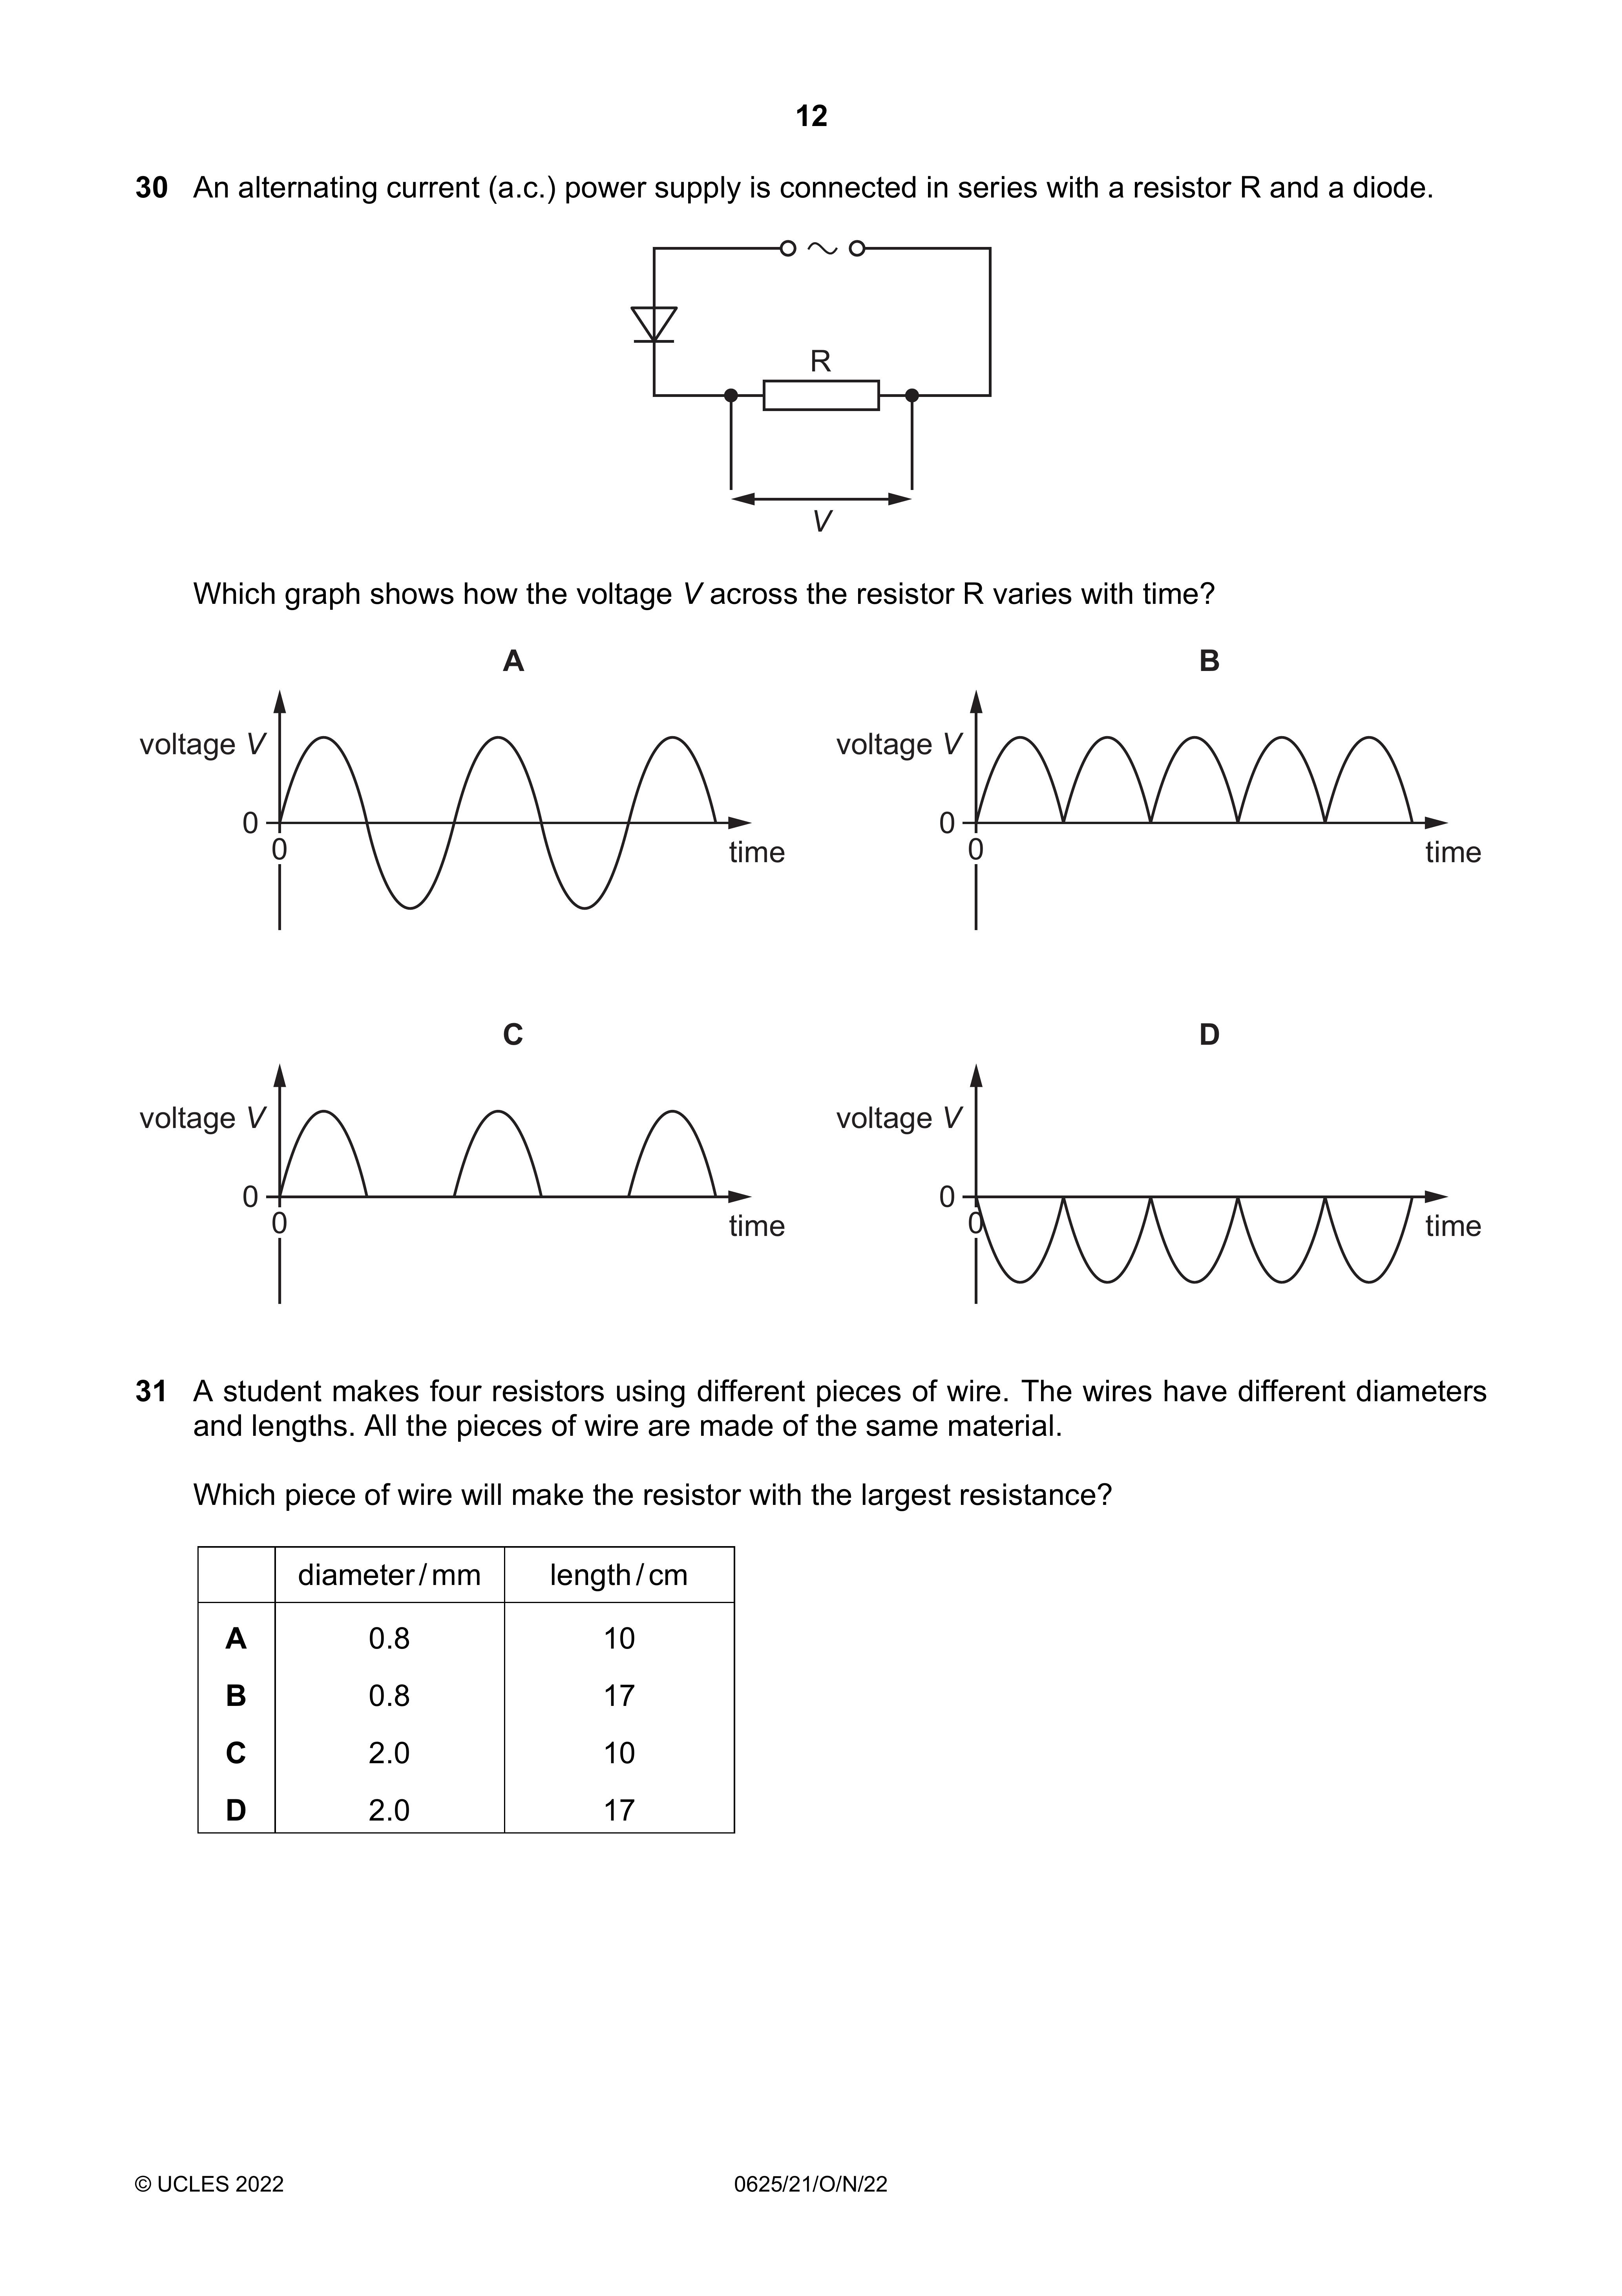 12
30 An alternating current (a.c.) power supply is connected in series with a resistor R and a diode.
R
V
Which graph shows how the voltage V across the resistor R varies with time?
A
voltage V
0
0
time
B
voltage V
0
0
time
C
voltage V
0
0
time
D
voltage V
0
0
time
31 A student makes four resistors using different pieces of wire. The wires have different diameters
and lengths. All the pieces of wire are made of the same material.
Which piece of wire will make the resistor with the largest resistance?
diameter / mm length / cm
A 0.8 10
B 0.8 17
C 2.0 10
D 2.0 17
© UCLES 2022 0625/21/O/N/22